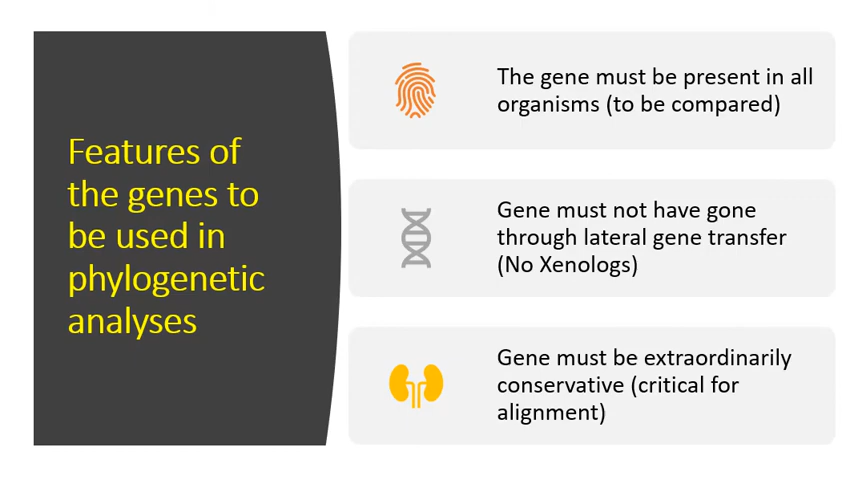 Features of
the genes to
be used in
phylogenetic
analyses
The gene must be present in all
organisms (to be compared)
Gene must not have gone
through lateral gene transfer
(No Xenologs)
Gene must be extraordinarily
conservative (critical for
alignment)